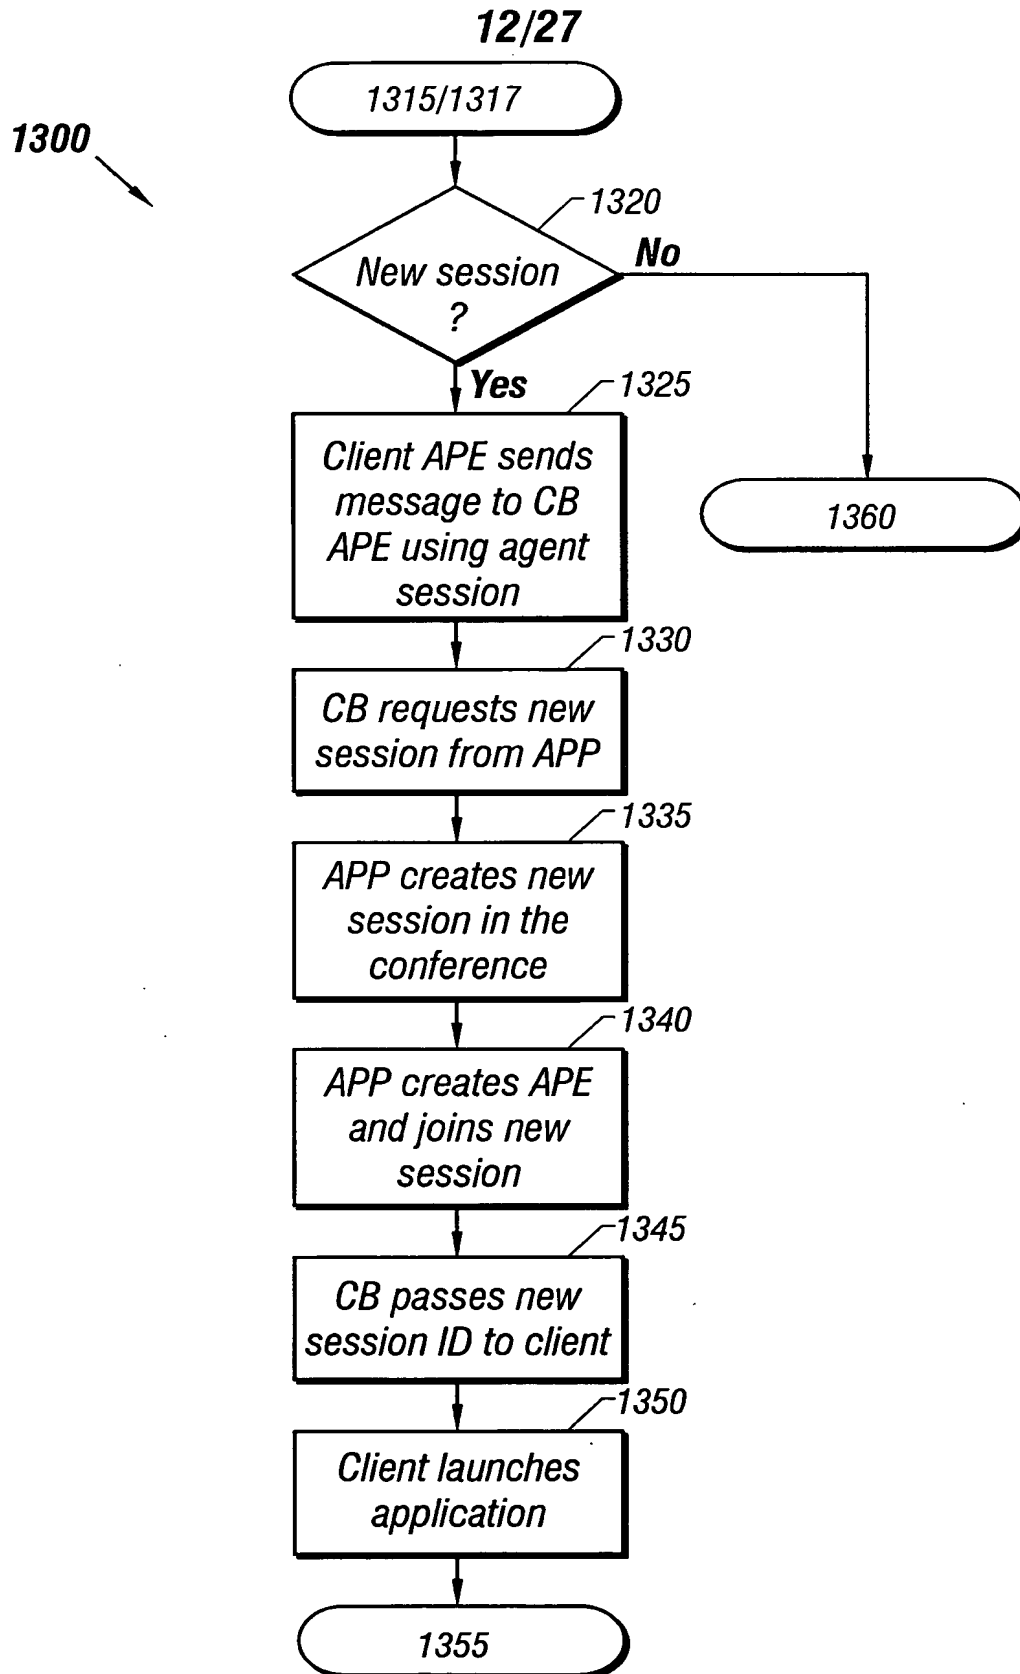 12/27
1315/1317
1300
1320
New session
?
No
Yes
1325
Client APE sends
message to CB
APE using agent
session
1360
1330
CB requests new
session from APP
1335
APP creates new
session in the
conference
1340
APP creates APE
and joins new
session
1345
CB passes new
session ID to client
1350
Client launches
application
1355